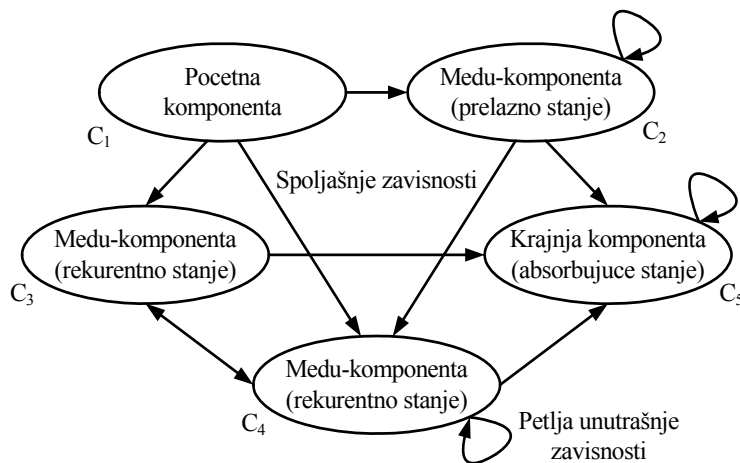 Pocetna
komponenta
C1
Medu-komponenta
(prelazno stanje)
C2
Spoljašnje zavisnosti
Medu-komponenta
(rekurentno stanje)
C3
Krajnja komponenta
(absorbujuce stanje)
C5
Medu-komponenta
(rekurentno stanje)
C4
Petlja unutrašnje
zavisnosti